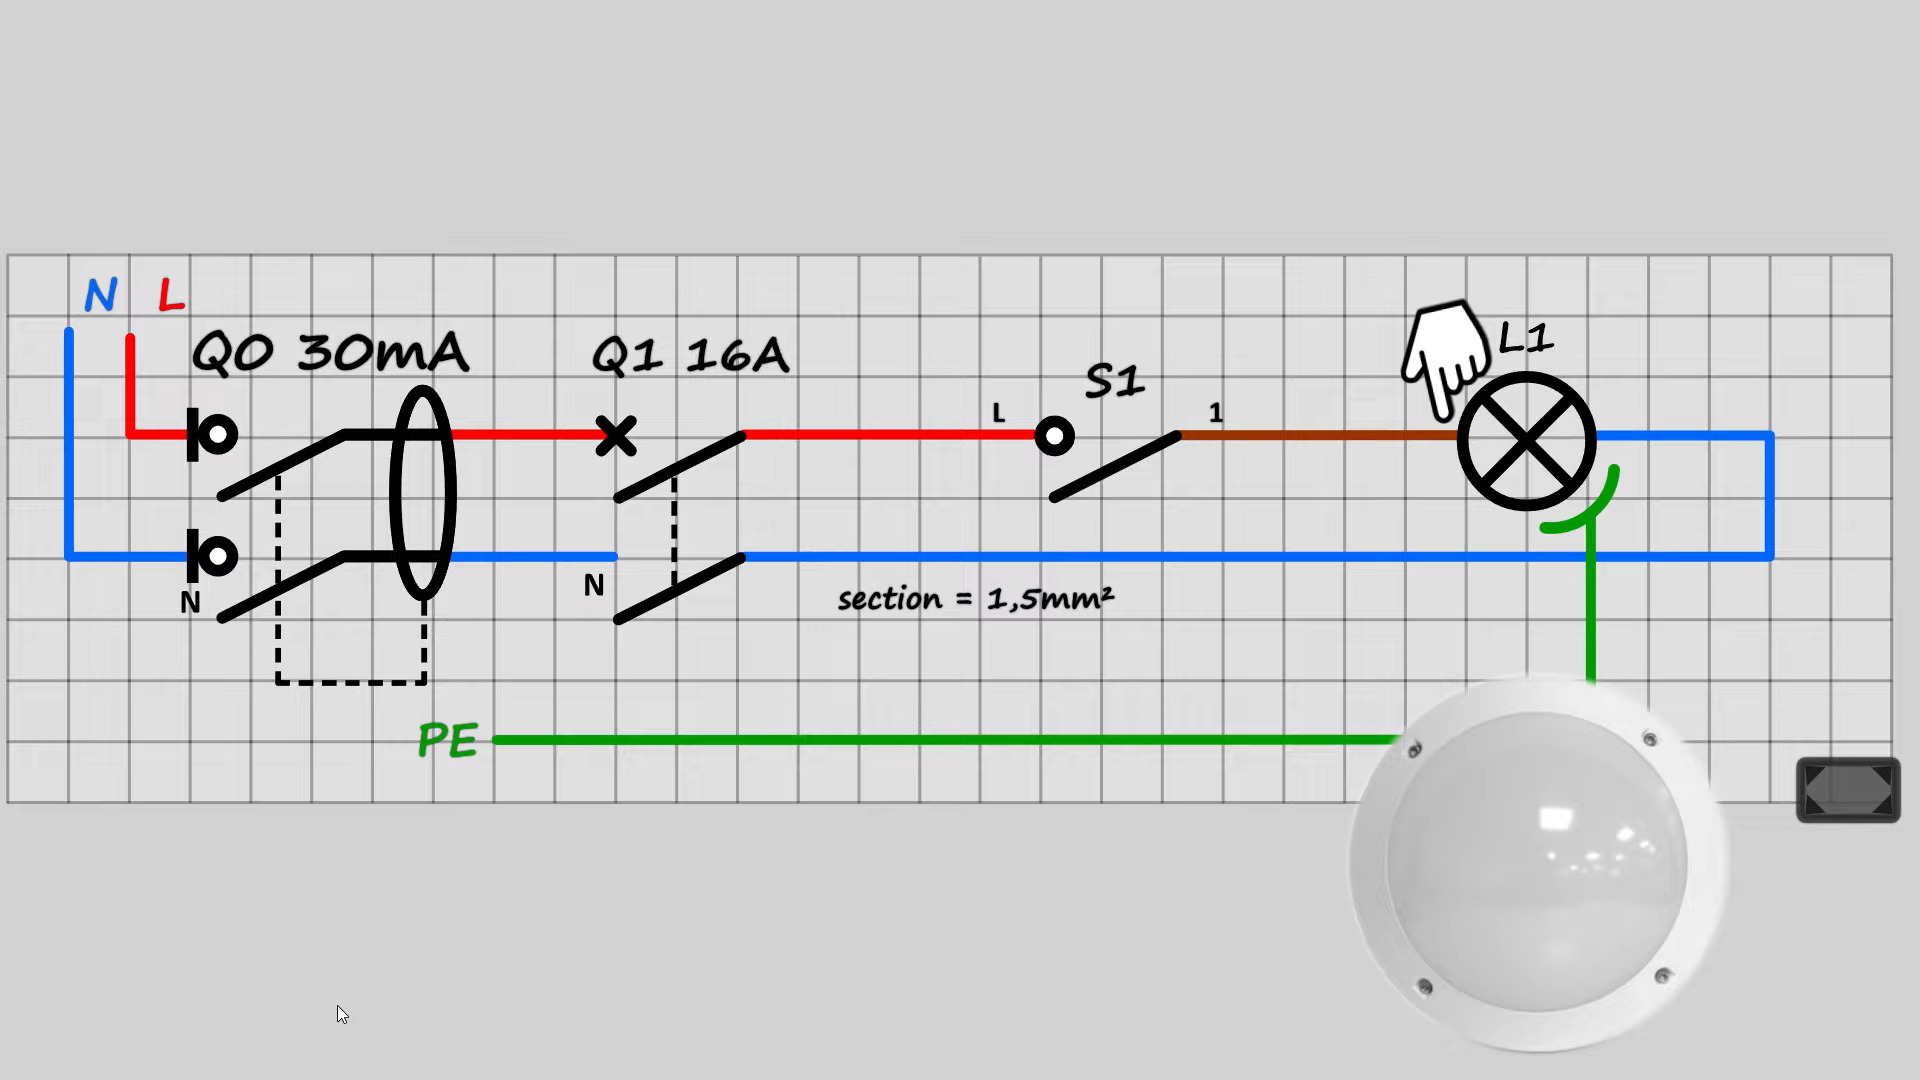 N L
Q0 30mA
Q1 16A
L1
S1
L
1
N
N
section = 1,5mm²
PE